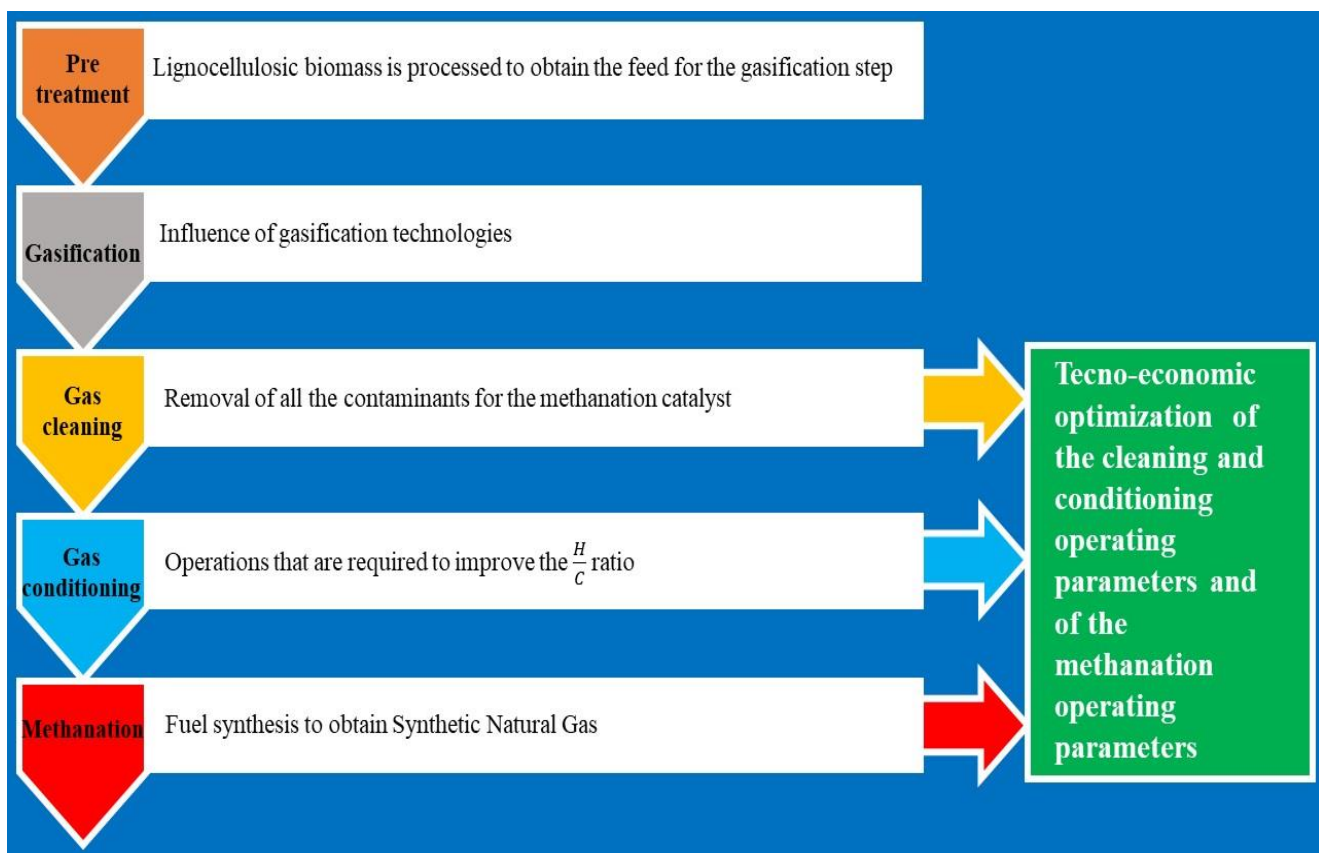 Pre
treatment
Lignocellulosic biomass is processed to obtain the feed for the gasification step
Gasification
Influence of gasification technologies
Gas
cleaning
Removal of all the contaminants for the methanation catalyst
Gas
conditioning
Operations that are required to improve the H/C ratio
Methanation
Fuel synthesis to obtain Synthetic Natural Gas
Tecno-economic
optimization of
the cleaning and
conditioning
operating
parameters and
of the
methanation
operating
parameters